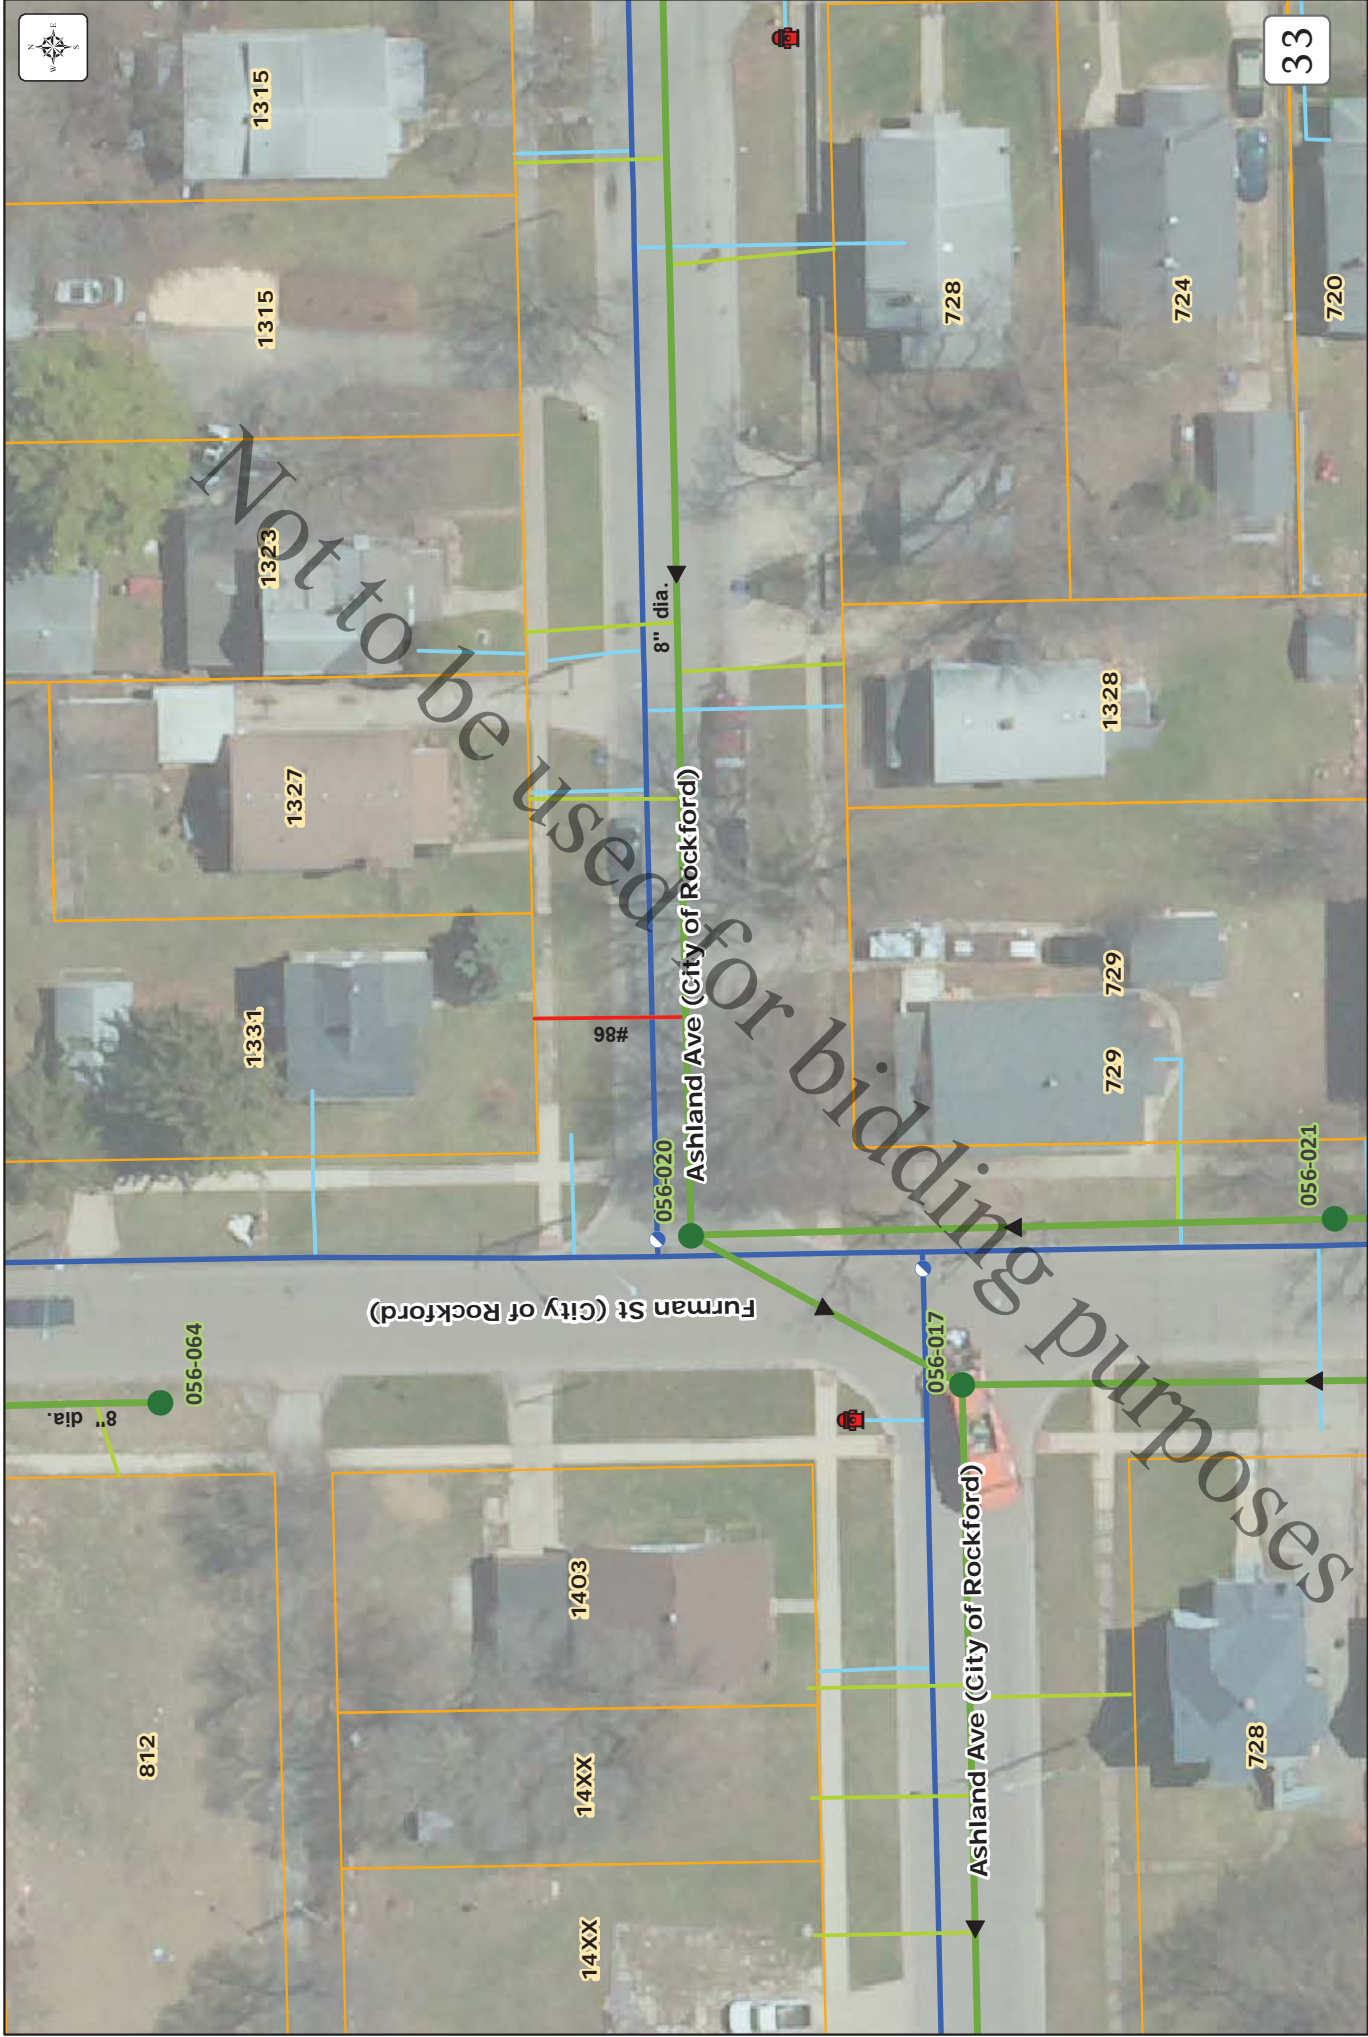 N
E
S
W
33
1315
1315
1323
1327
1331
728
724
720
1328
729
729
8" dia.
#86
Ashland Ave (City of Rockford)
056-020
056-021
Furman St (City of Rockford)
056-064
8" dia.
056-017
Ashland Ave (City of Rockford)
812
1403
14XX
14XX
728
Not to be used for bidding purposes